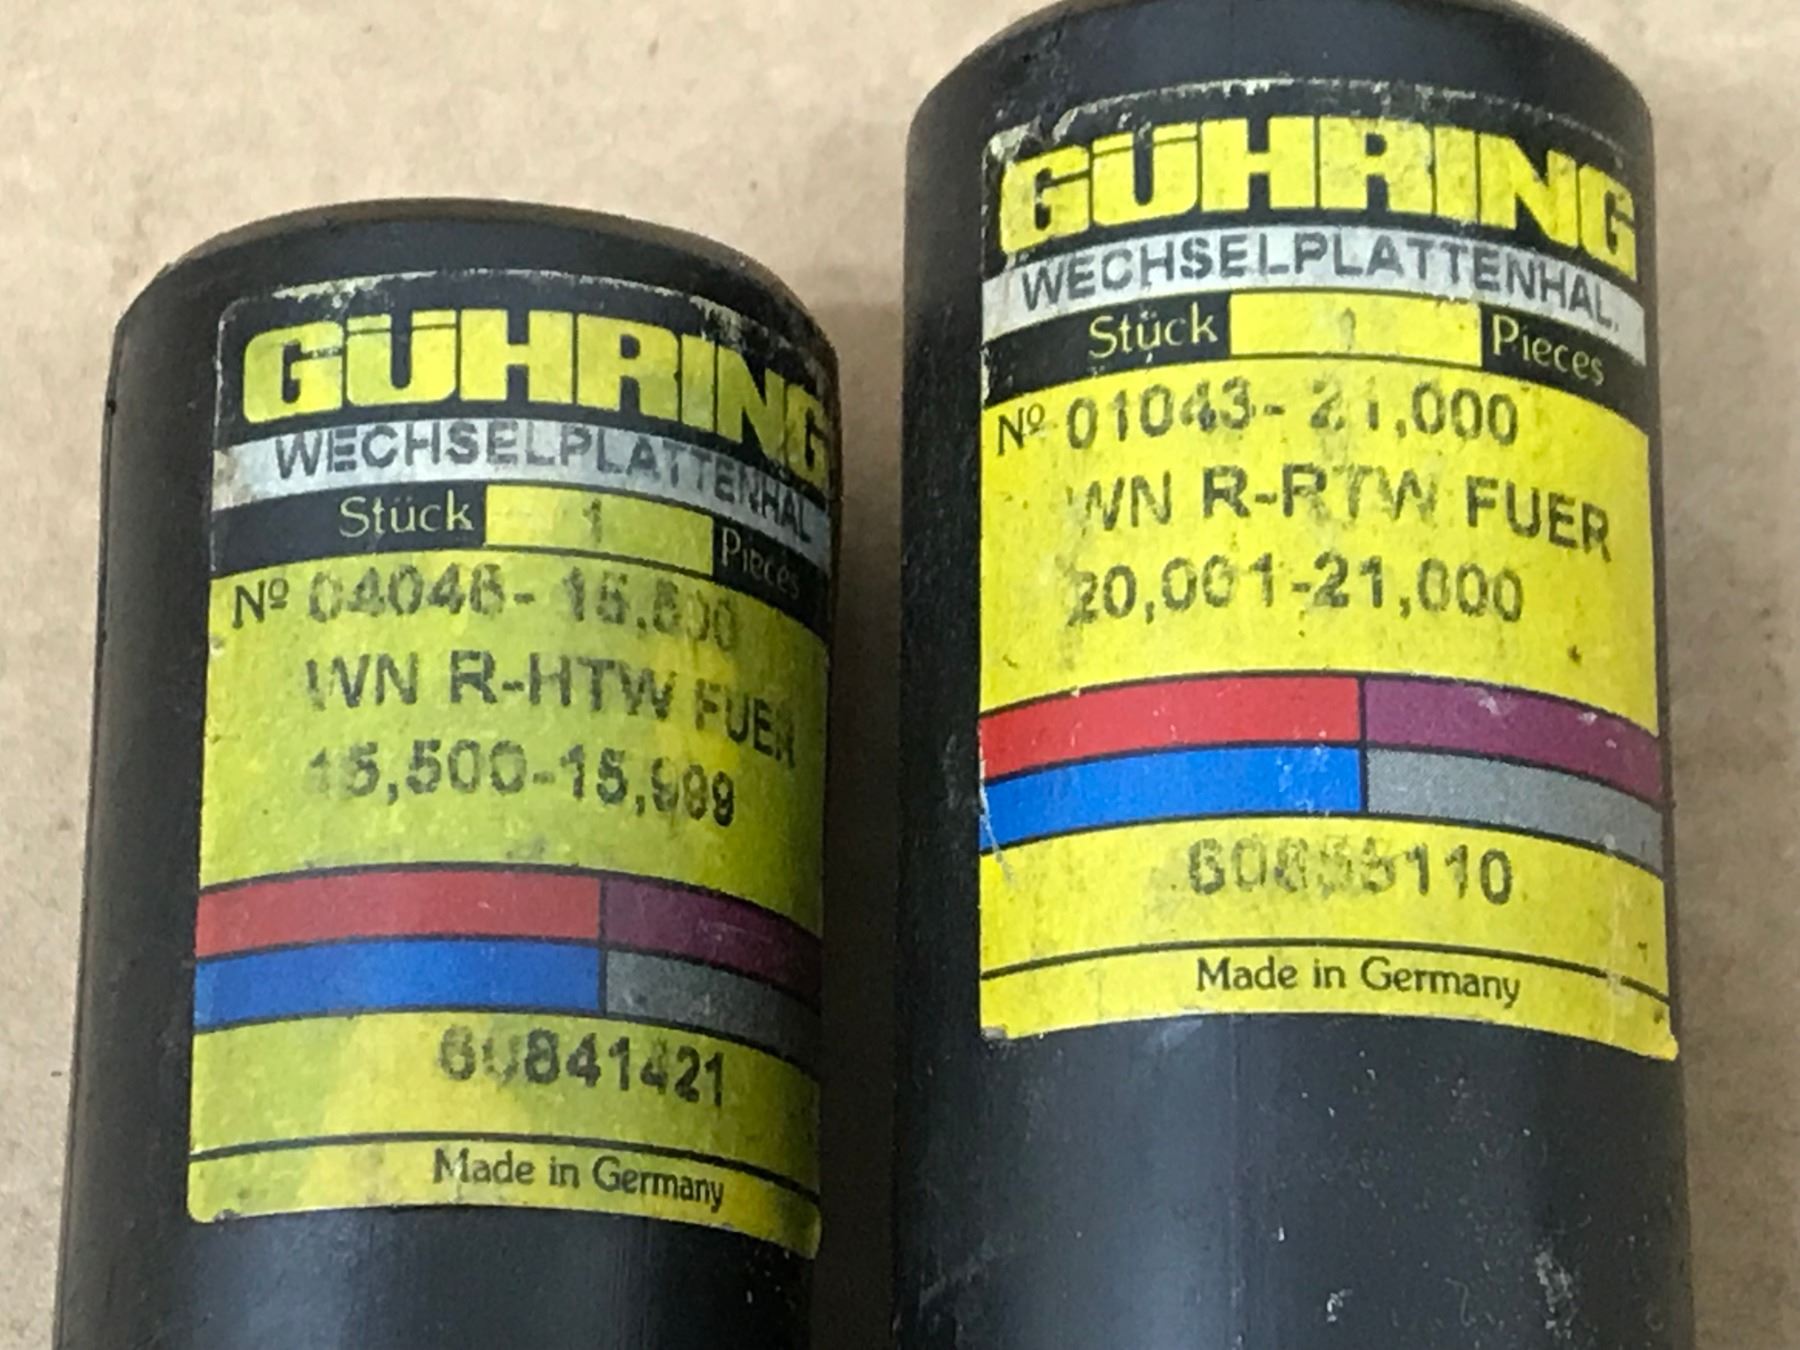 GÜHRING
WECHSELPLATTENHAL
Stück 1 Pieces
Nº 04046- 15,500
WN R-HTW FUER
15,500-15,999
60841421
Made in Germany
GÜHRING
WECHSELPLATTENHAL.
Stück 1 Pieces
Nº 01043- 21,000
WN R-RTW FUER
20,001-21,000
60855110
Made in Germany